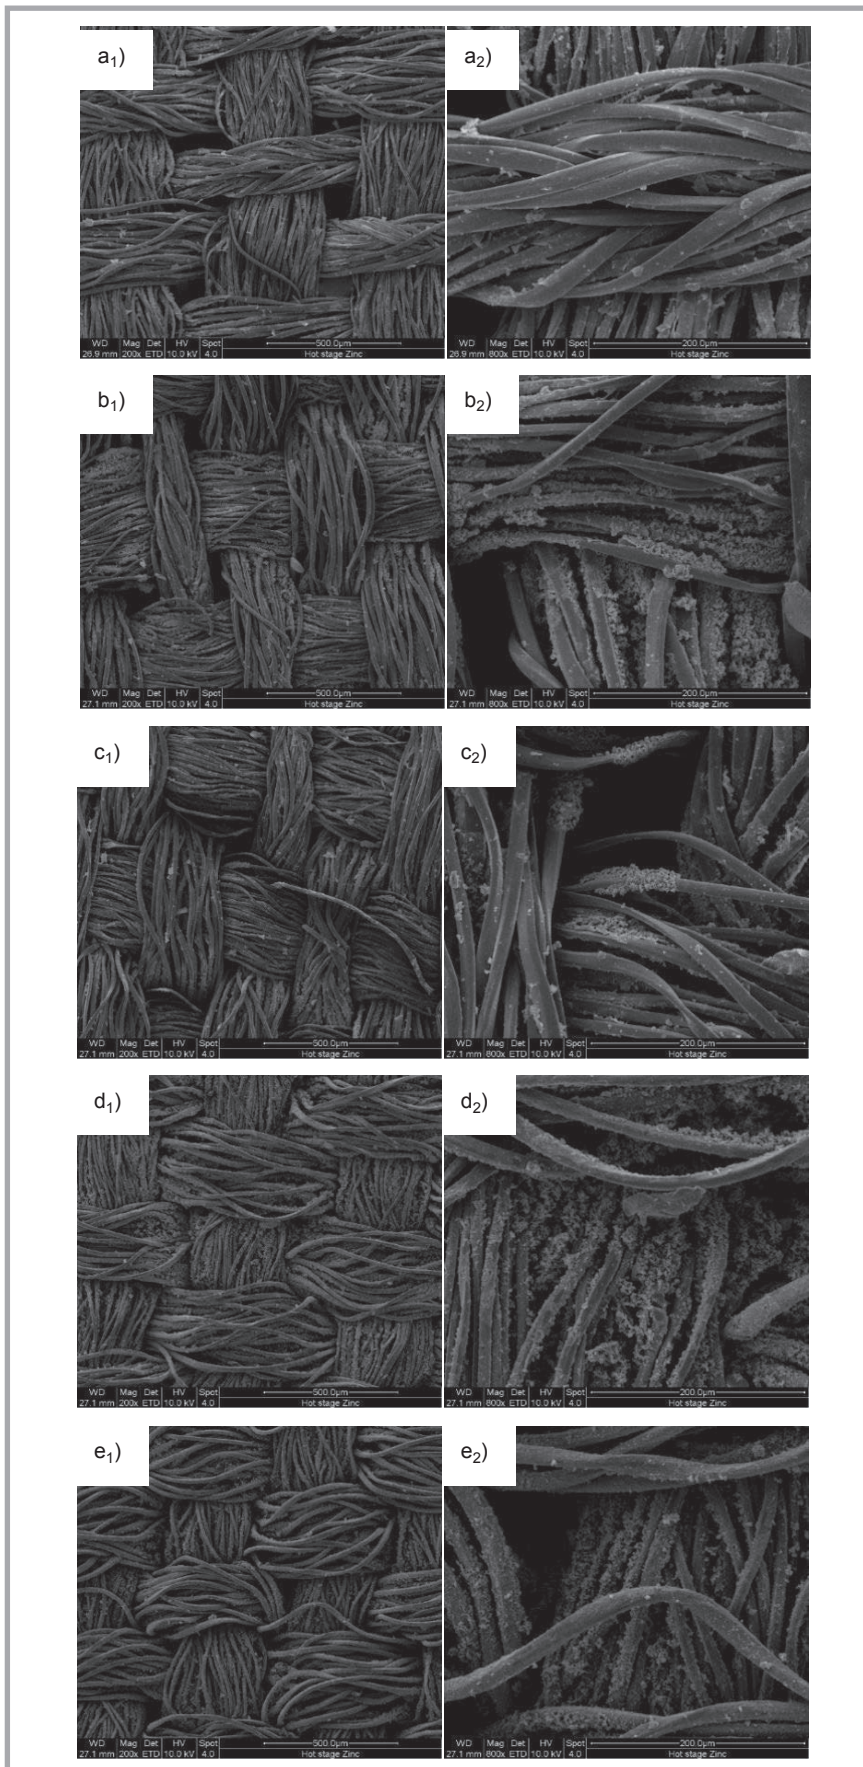 a1) a2)
WD Mag Det HV Spot 500.0µm WD Mag Det HV Spot 200.0µm
26.9 mm 200x ETD 10.0 kV 4.0 Hot stage Zinc 26.9 mm 800x ETD 10.0 kV 4.0 Hot stage Zinc
b1) b2)
WD Mag Det HV Spot 500.0µm WD Mag Det HV Spot 200.0µm
27.1 mm 200x ETD 10.0 kV 4.0 Hot stage Zinc 27.1 mm 800x ETD 10.0 kV 4.0 Hot stage Zinc
c1) c2)
WD Mag Det HV Spot 500.0µm WD Mag Det HV Spot 200.0µm
27.1 mm 200x ETD 10.0 kV 4.0 Hot stage Zinc 27.1 mm 800x ETD 10.0 kV 4.0 Hot stage Zinc
d1) d2)
WD Mag Det HV Spot 500.0µm WD Mag Det HV Spot 200.0µm
27.1 mm 200x ETD 10.0 kV 4.0 Hot stage Zinc 27.1 mm 800x ETD 10.0 kV 4.0 Hot stage Zinc
e1) e2)
WD Mag Det HV Spot 500.0µm WD Mag Det HV Spot 200.0µm
27.1 mm 200x ETD 10.0 kV 4.0 Hot stage Zinc 27.1 mm 800x ETD 10.0 kV 4.0 Hot stage Zinc